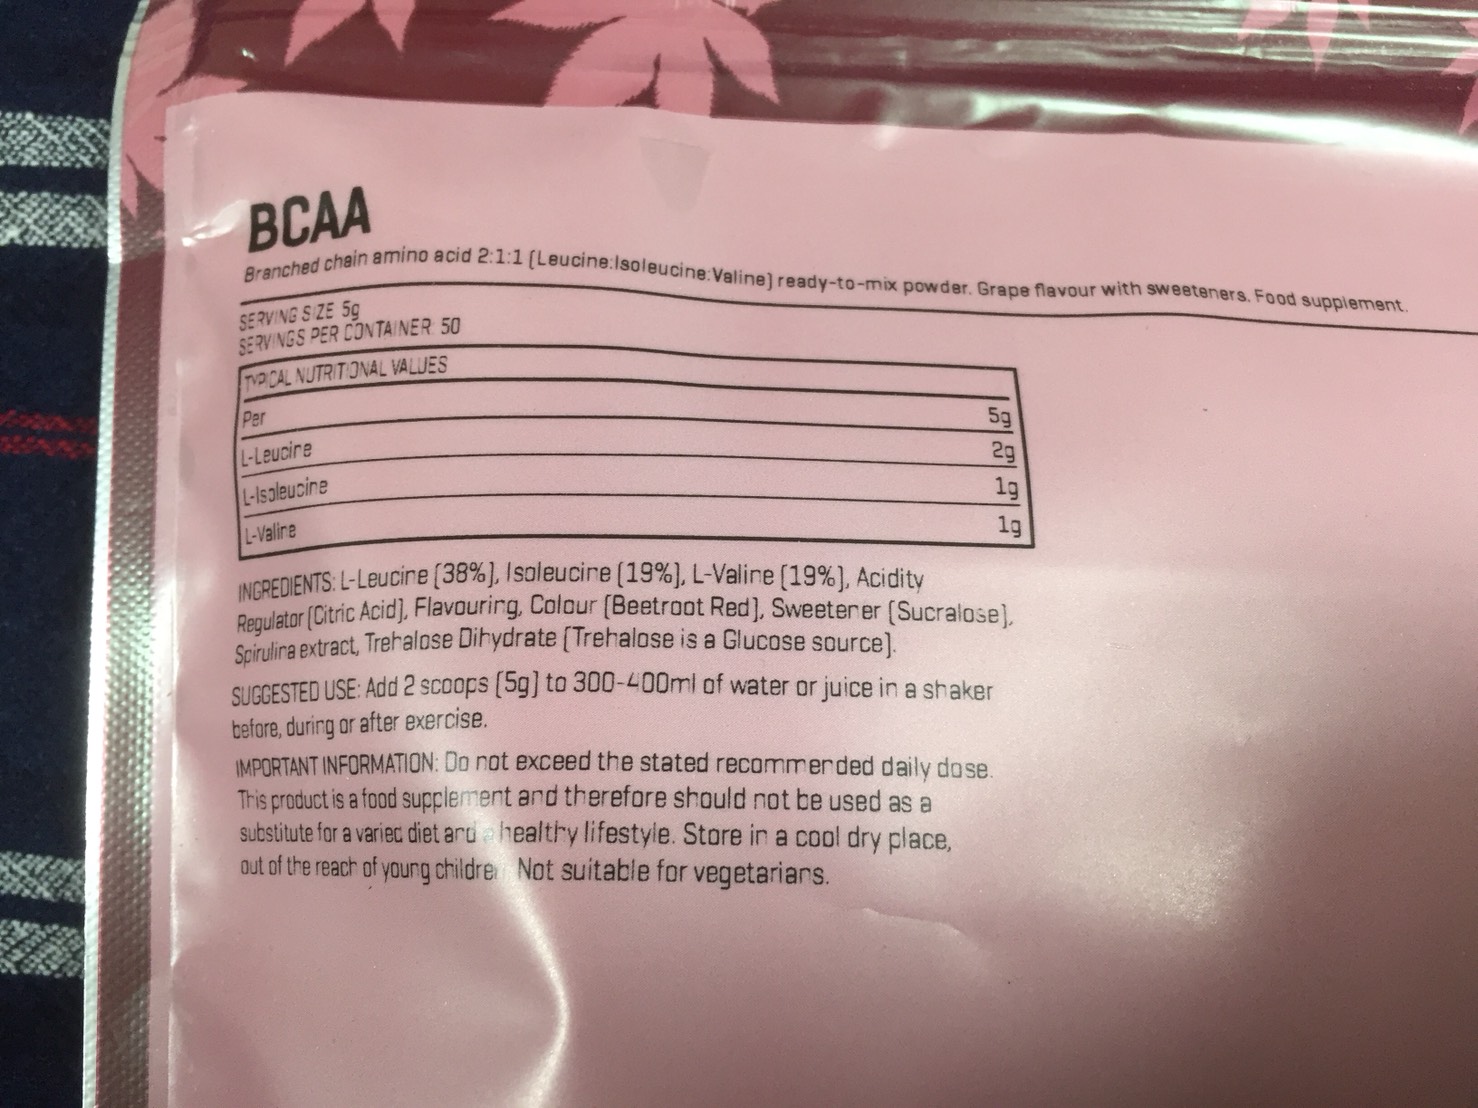 BCAA
Branched chain amino acid 2:1:1 [Leucine:Isoleucine:Valine] ready-to-mix powder. Grape flavour with sweeteners. Food supplement.
SERVING SIZE 5g
SERVINGS PER CONTAINER 50
TYPICAL NUTRITIONAL VALUES
Per 5g
L-Leucine 2g
L-Isoleucine 1g
L-Valine 1g
INGREDIENTS: L-Leucine [38%], Isoleucine [19%], L-Valine [19%], Acidity
Regulator [Citric Acid], Flavouring, Colour [Beetroot Red], Sweetener [Sucralose],
Spirulina extract, Trehalose Dihydrate [Trehalose is a Glucose source].
SUGGESTED USE: Add 2 scoops [5g] to 300-400ml of water or juice in a shaker
before, during or after exercise.
IMPORTANT INFORMATION: Do not exceed the stated recommended daily dose.
This product is a food supplement and therefore should not be used as a
substitute for a varied diet and a healthy lifestyle. Store in a cool dry place,
out of the reach of young children Not suitable for vegetarians.